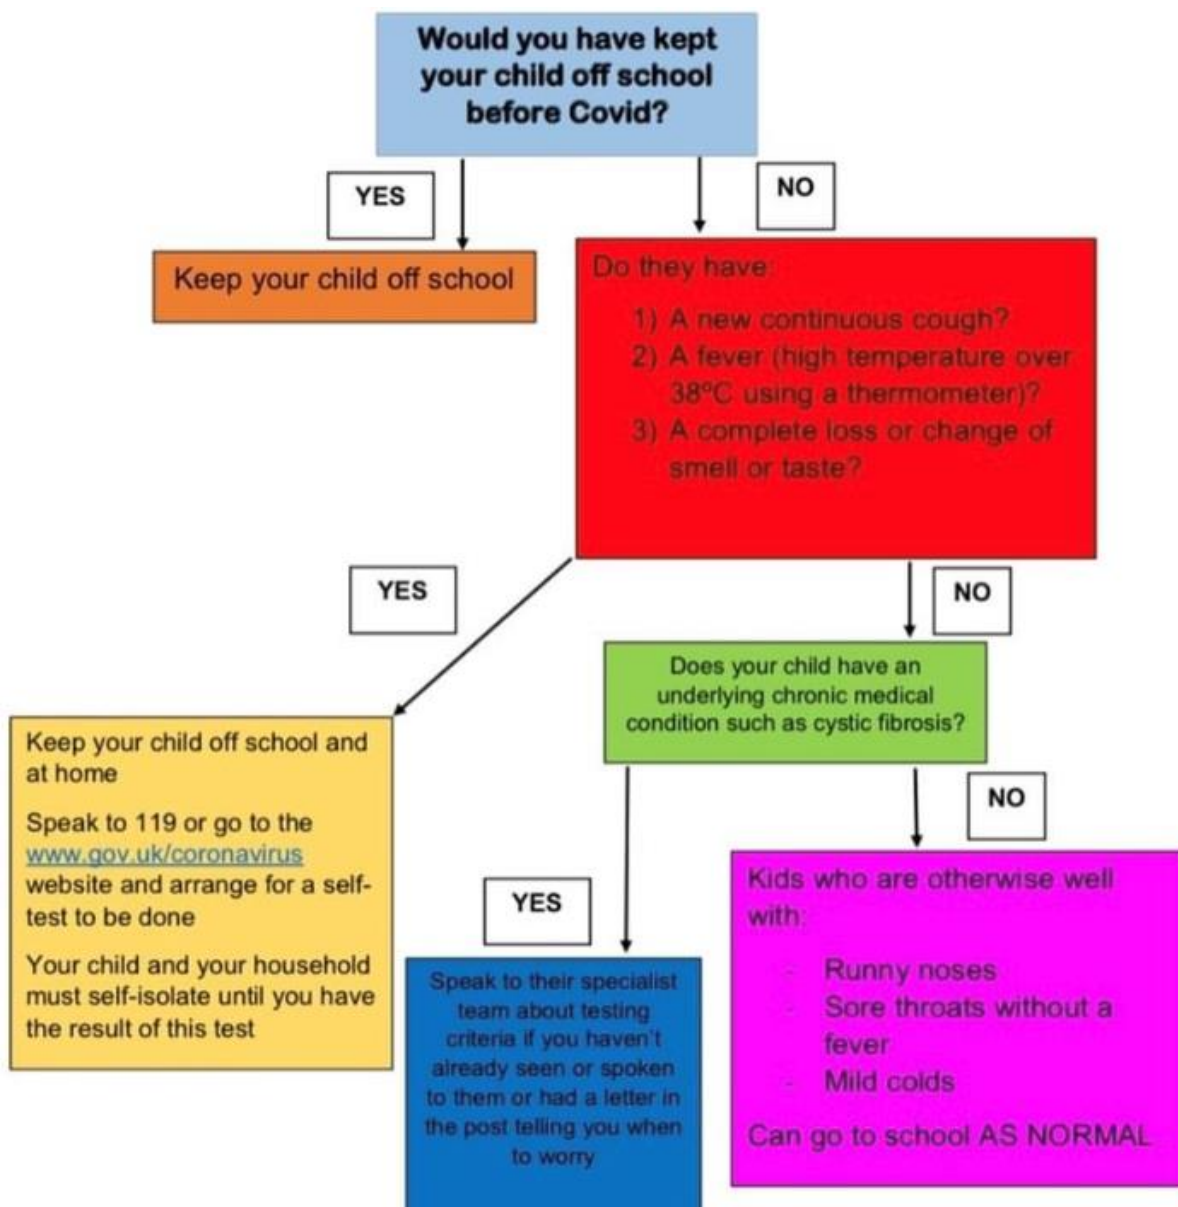 Would you have kept
your child off school
before Covid?
YES
NO
Keep your child off school
Do they have:
1) A new continuous cough?
2) A fever (high temperature over
38ºC using a thermometer)?
3) A complete loss or change of
smell or taste?
YES
NO
Does your child have an
underlying chronic medical
condition such as cystic fibrosis?
Keep your child off school and
at home
Speak to 119 or go to the
www.gov.uk/coronavirus
website and arrange for a self-
test to be done
Your child and your household
must self-isolate until you have
the result of this test
YES
NO
Speak to their specialist
team about testing
criteria if you haven't
already seen or spoken
to them or had a letter in
the post telling you when
to worry
Kids who are otherwise well
with:
- Runny noses
- Sore throats without a
fever
- Mild colds
Can go to school AS NORMAL